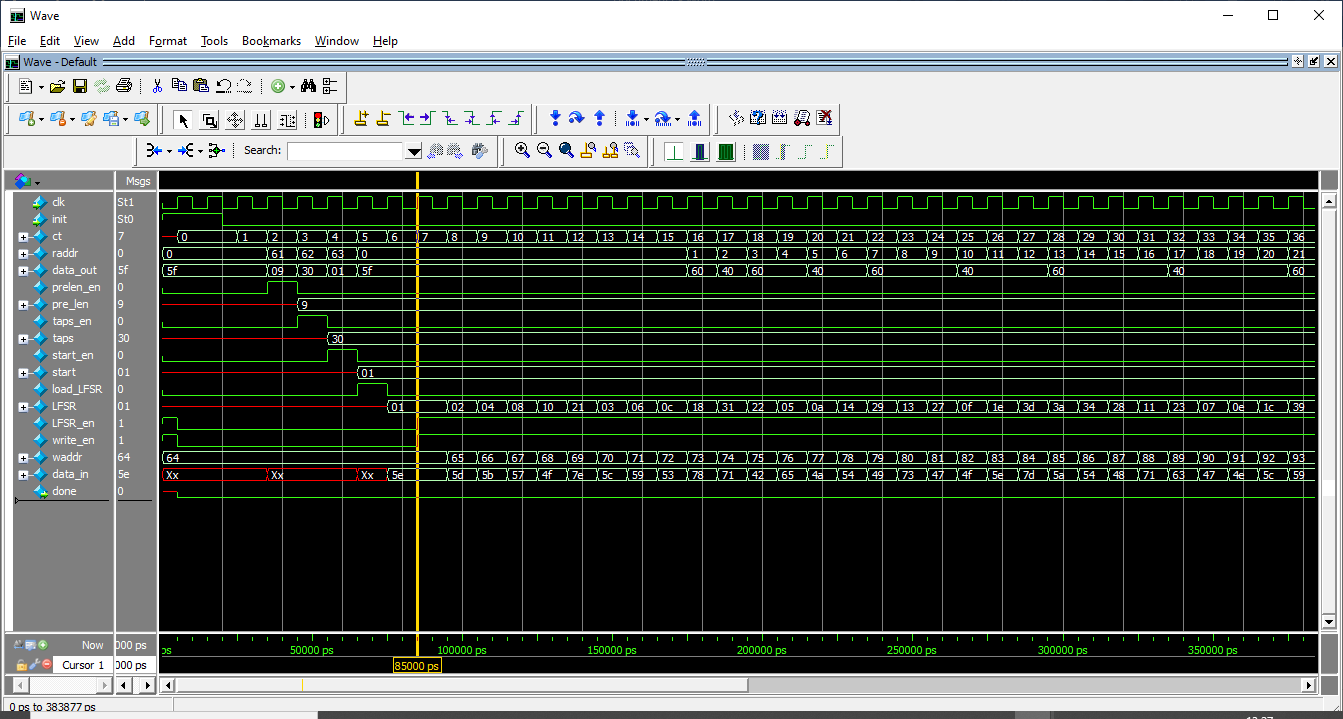 Wave
File Edit View Add Format Tools Bookmarks Window Help
Wave - Default
Search:
Msgs
clk St1
init St0
ct 7 0 1 2 3 4 5 6 7 8 9 10 11 12 13 14 15 16 17 18 19 20 21 22 23 24 25 26 27 28 29 30 31 32 33 34 35 36
raddr 0 0 61 62 63 0 1 2 3 4 5 6 7 8 9 10 11 12 13 14 15 16 17 18 19 20 21
data_out 5f 5f 09 30 01 5f 60 40 60 40 60 40 60 40 60
prelen_en 0
pre_len 9 9
taps_en 0
taps 30 30
start_en 0
start 01 01
load_LFSR 0
LFSR 01 01 02 04 08 10 21 03 06 0c 18 31 22 05 0a 14 29 13 27 0f 1e 3d 3a 34 28 11 23 07 0e 1c 39
LFSR_en 1
write_en 1
waddr 64 64 65 66 67 68 69 70 71 72 73 74 75 76 77 78 79 80 81 82 83 84 85 86 87 88 89 90 91 92 93
data_in 5e Xx Xx Xx 5e 5d 5b 57 4f 7e 5c 59 53 78 71 42 65 4a 54 49 73 47 4f 5e 7d 5a 54 68 71 63 47 4e 5c 59
done 0
Now 000 ps ps 50000 ps 100000 ps 150000 ps 200000 ps 250000 ps 300000 ps 350000 ps
Cursor 1 000 ps 85000 ps
0 ps to 383877 ps